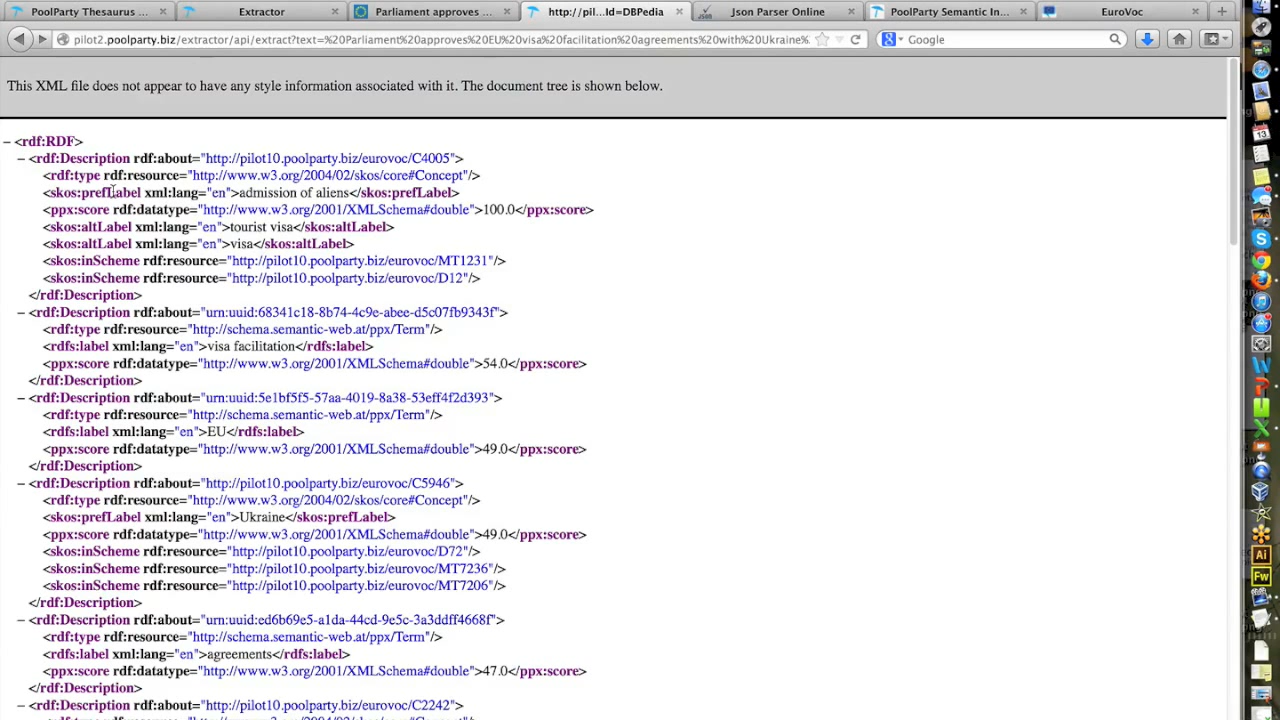 PoolParty Thesaurus ...
Extractor
Parliament approves ...
http://pil...Id=DBPedia
Json Parser Online
PoolParty Semantic In...
EuroVoc
pilot2.poolparty.biz/extractor/api/extract?text=%20Parliament%20approves%20EU%20visa%20facilitation%20agreements%20with%20Ukraine%
Google
This XML file does not appear to have any style information associated with it. The document tree is shown below.
– <rdf:RDF>
– <rdf:Description rdf:about="http://pilot10.poolparty.biz/eurovoc/C4005">
<rdf:type rdf:resource="http://www.w3.org/2004/02/skos/core#Concept"/>
<skos:prefLabel xml:lang="en">admission of aliens</skos:prefLabel>
<ppx:score rdf:datatype="http://www.w3.org/2001/XMLSchema#double">100.0</ppx:score>
<skos:altLabel xml:lang="en">tourist visa</skos:altLabel>
<skos:altLabel xml:lang="en">visa</skos:altLabel>
<skos:inScheme rdf:resource="http://pilot10.poolparty.biz/eurovoc/MT1231"/>
<skos:inScheme rdf:resource="http://pilot10.poolparty.biz/eurovoc/D12"/>
</rdf:Description>
– <rdf:Description rdf:about="urn:uuid:68341c18-8b74-4c9e-abee-d5c07fb9343f">
<rdf:type rdf:resource="http://schema.semantic-web.at/ppx/Term"/>
<rdfs:label xml:lang="en">visa facilitation</rdfs:label>
<ppx:score rdf:datatype="http://www.w3.org/2001/XMLSchema#double">54.0</ppx:score>
</rdf:Description>
– <rdf:Description rdf:about="urn:uuid:5e1bf5f5-57aa-4019-8a38-53eff4f2d393">
<rdf:type rdf:resource="http://schema.semantic-web.at/ppx/Term"/>
<rdfs:label xml:lang="en">EU</rdfs:label>
<ppx:score rdf:datatype="http://www.w3.org/2001/XMLSchema#double">49.0</ppx:score>
</rdf:Description>
– <rdf:Description rdf:about="http://pilot10.poolparty.biz/eurovoc/C5946">
<rdf:type rdf:resource="http://www.w3.org/2004/02/skos/core#Concept"/>
<skos:prefLabel xml:lang="en">Ukraine</skos:prefLabel>
<ppx:score rdf:datatype="http://www.w3.org/2001/XMLSchema#double">49.0</ppx:score>
<skos:inScheme rdf:resource="http://pilot10.poolparty.biz/eurovoc/D72"/>
<skos:inScheme rdf:resource="http://pilot10.poolparty.biz/eurovoc/MT7236"/>
<skos:inScheme rdf:resource="http://pilot10.poolparty.biz/eurovoc/MT7206"/>
</rdf:Description>
– <rdf:Description rdf:about="urn:uuid:ed6b69e5-a1da-44cd-9e5c-3a3ddff4668f">
<rdf:type rdf:resource="http://schema.semantic-web.at/ppx/Term"/>
<rdfs:label xml:lang="en">agreements</rdfs:label>
<ppx:score rdf:datatype="http://www.w3.org/2001/XMLSchema#double">47.0</ppx:score>
</rdf:Description>
– <rdf:Description rdf:about="http://pilot10.poolparty.biz/eurovoc/C2242">